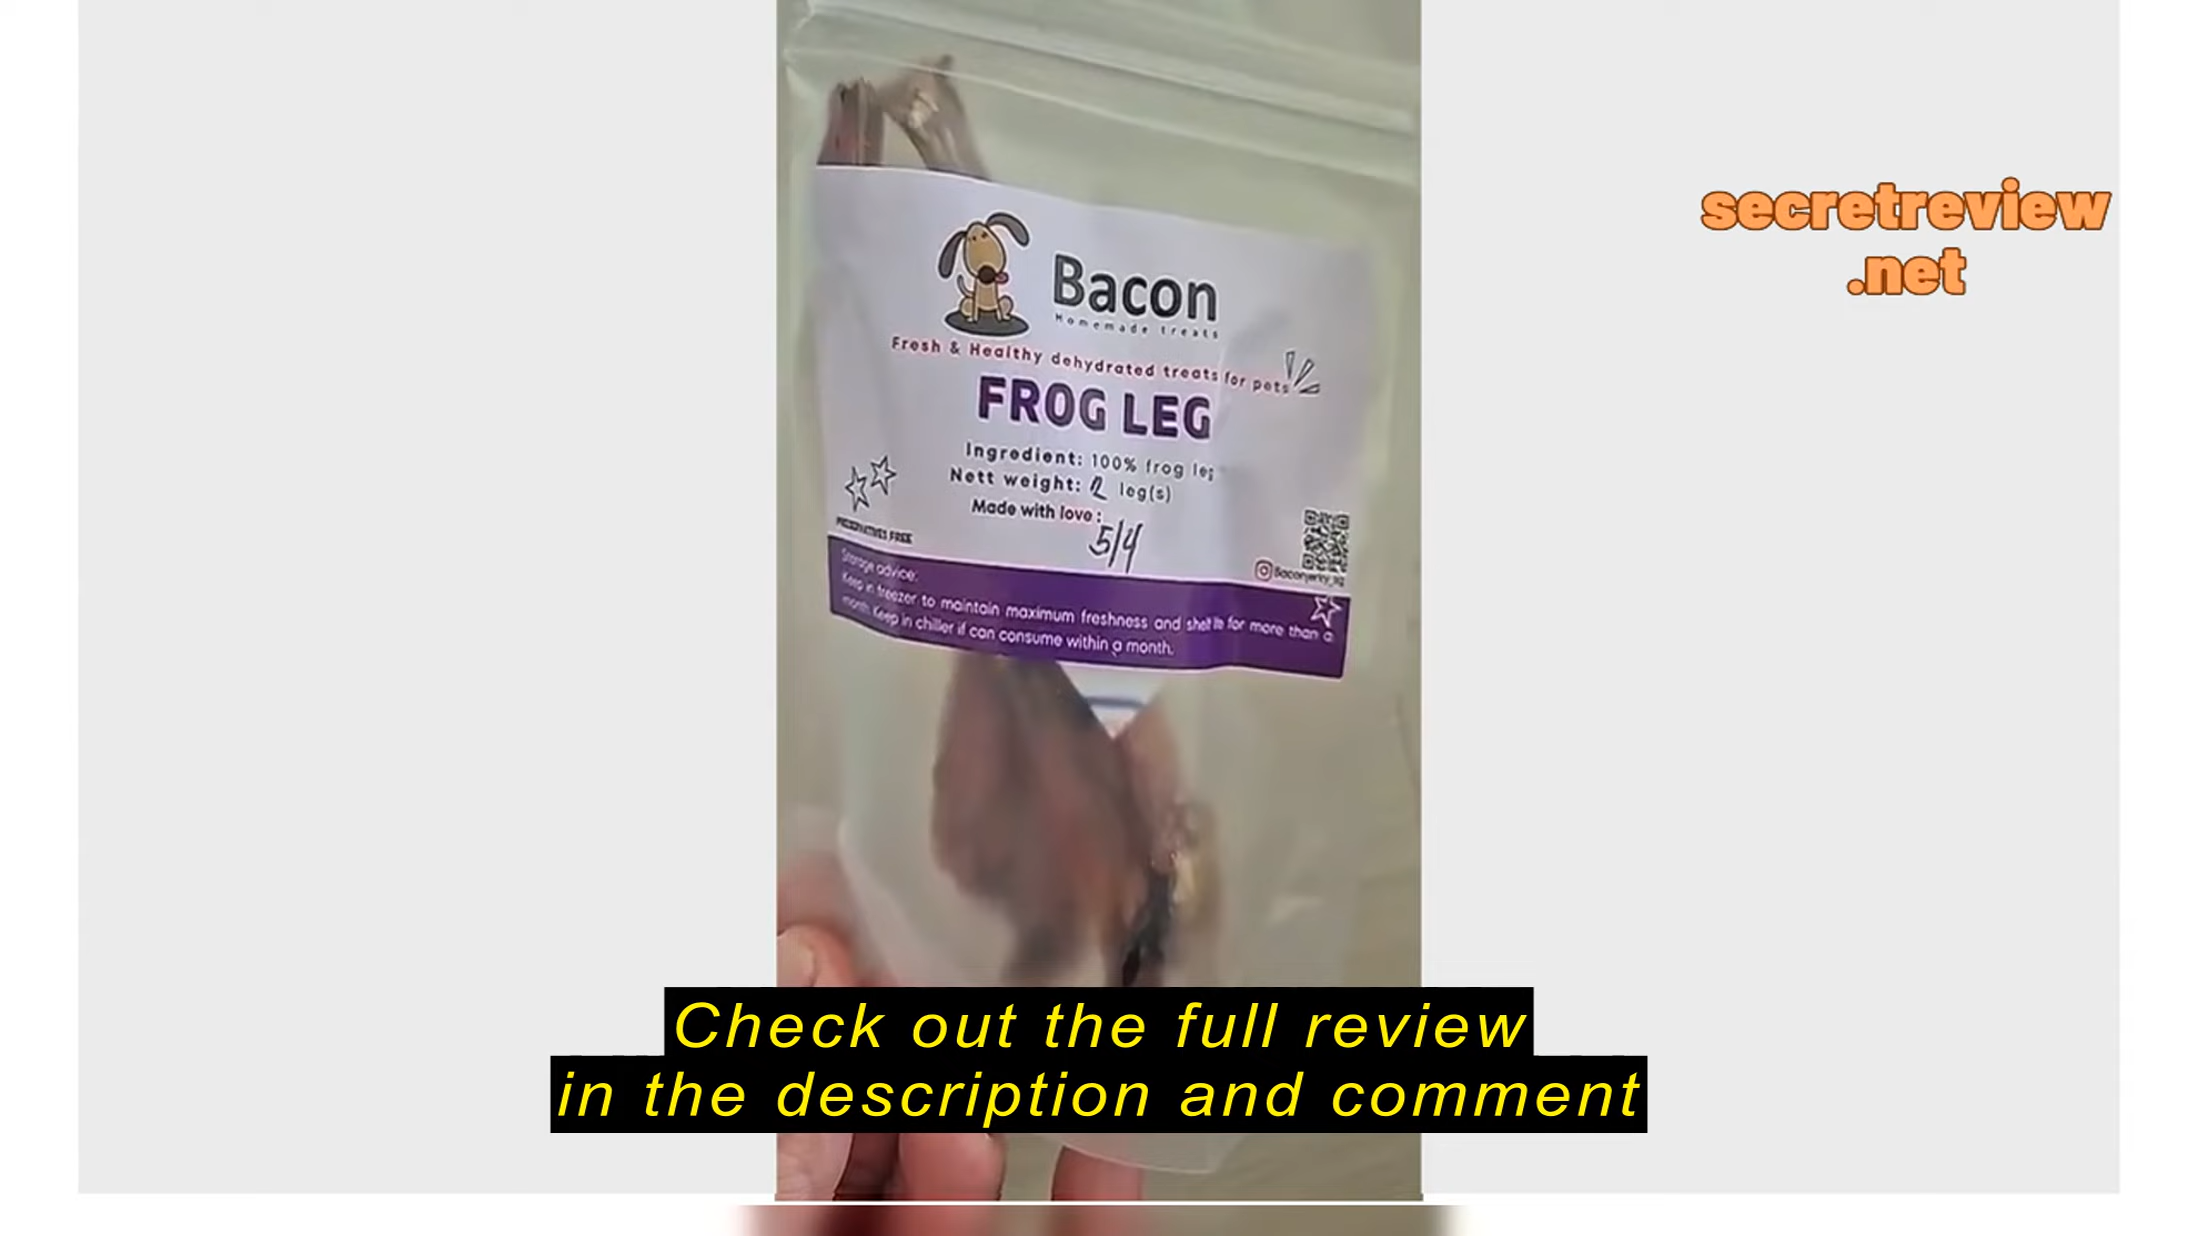 secretreview
.net
Bacon
Homemade treats
Fresh & Healthy dehydrated treats for pets
FROG LEG
Ingredient: 100% frog leg
Nett weight: 2 leg(s)
Made with love:
5/4
PRESERVATIVES FREE
Baconjerky_sg
Storage advice:
Keep in freezer to maintain maximum freshness and shelf life for more than a
month. Keep in chiller if can consume within a month.
Check out the full review
in the description and comment